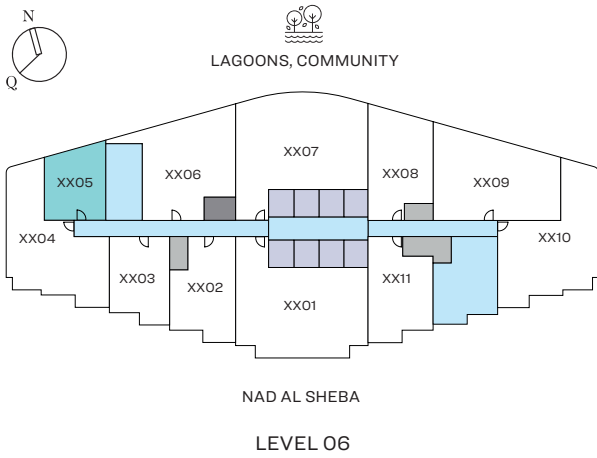 N
Q
LAGOONS, COMMUNITY
XX07
XX06
XX08
XX05
XX09
XX04
XX10
XX03
XX02
XX11
XX01
NAD AL SHEBA
LEVEL 06